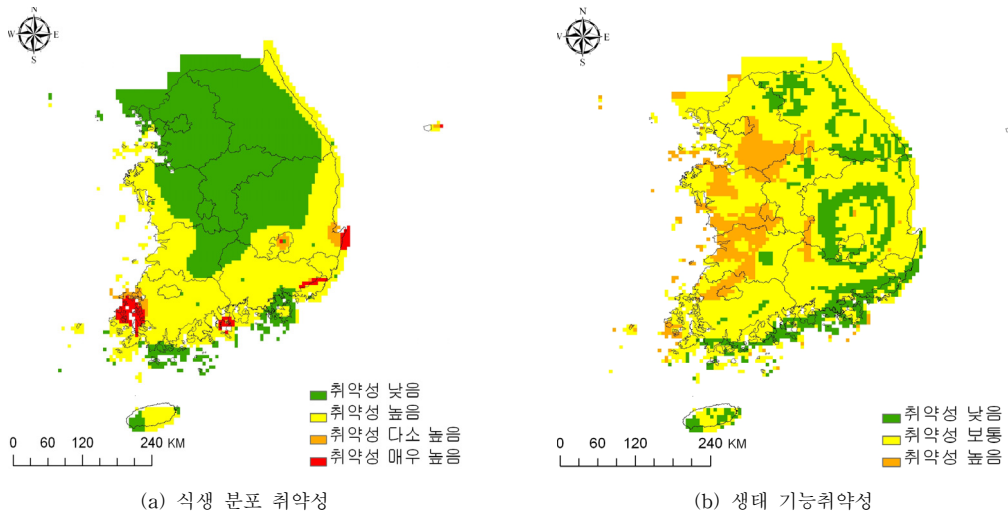 N
W E
S
취약성 낮음
취약성 높음
취약성 다소 높음
취약성 매우 높음
0 60 120 240 KM
(a) 식생 분포 취약성
N
V E
S
취약성 낮음
취약성 보통
취약성 높음
0 60 120 240 KM
(b) 생태 기능취약성